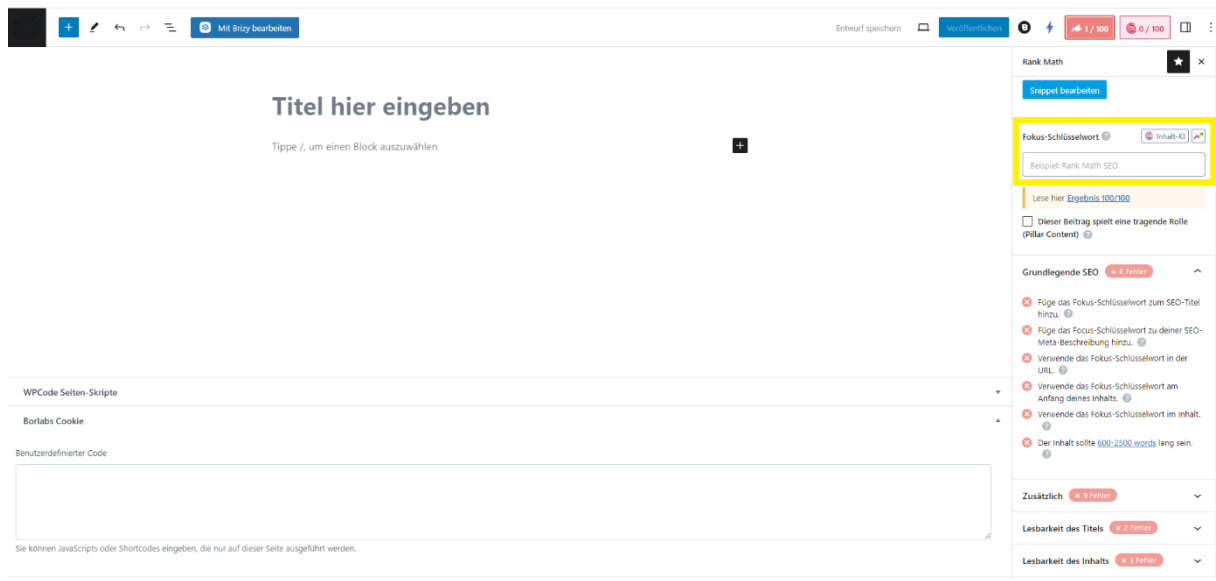 Mit Brizy bearbeiten
Entwurf speichern
Veröffentlichen
1 / 100
0 / 100
Rank Math
Snippet bearbeiten
Titel hier eingeben
Tippe /, um einen Block auszuwählen
Fokus-Schlüsselwort
Inhalt-KI
Beispiel: Rank Math SEO
Lese hier Ergebnis 100/100
Dieser Beitrag spielt eine tragende Rolle
(Pillar Content)
Grundlegende SEO
× 6 Fehler
Füge das Fokus-Schlüsselwort zum SEO-Titel
hinzu.
Füge das Focus-Schlüsselwort zu deiner SEO-
Meta-Beschreibung hinzu.
Verwende das Fokus-Schlüsselwort in der
URL.
Verwende das Fokus-Schlüsselwort am
Anfang deines Inhalts.
Verwende das Fokus-Schlüsselwort im Inhalt.
Der Inhalt sollte 600-2500 words lang sein.
Zusätzlich
× 9 Fehler
Lesbarkeit des Titels
× 2 Fehler
Lesbarkeit des Inhalts
× 3 Fehler
WPCode Seiten-Skripte
Borlabs Cookie
Benutzerdefinierter Code
Sie können JavaScripts oder Shortcodes eingeben, die nur auf dieser Seite ausgeführt werden.